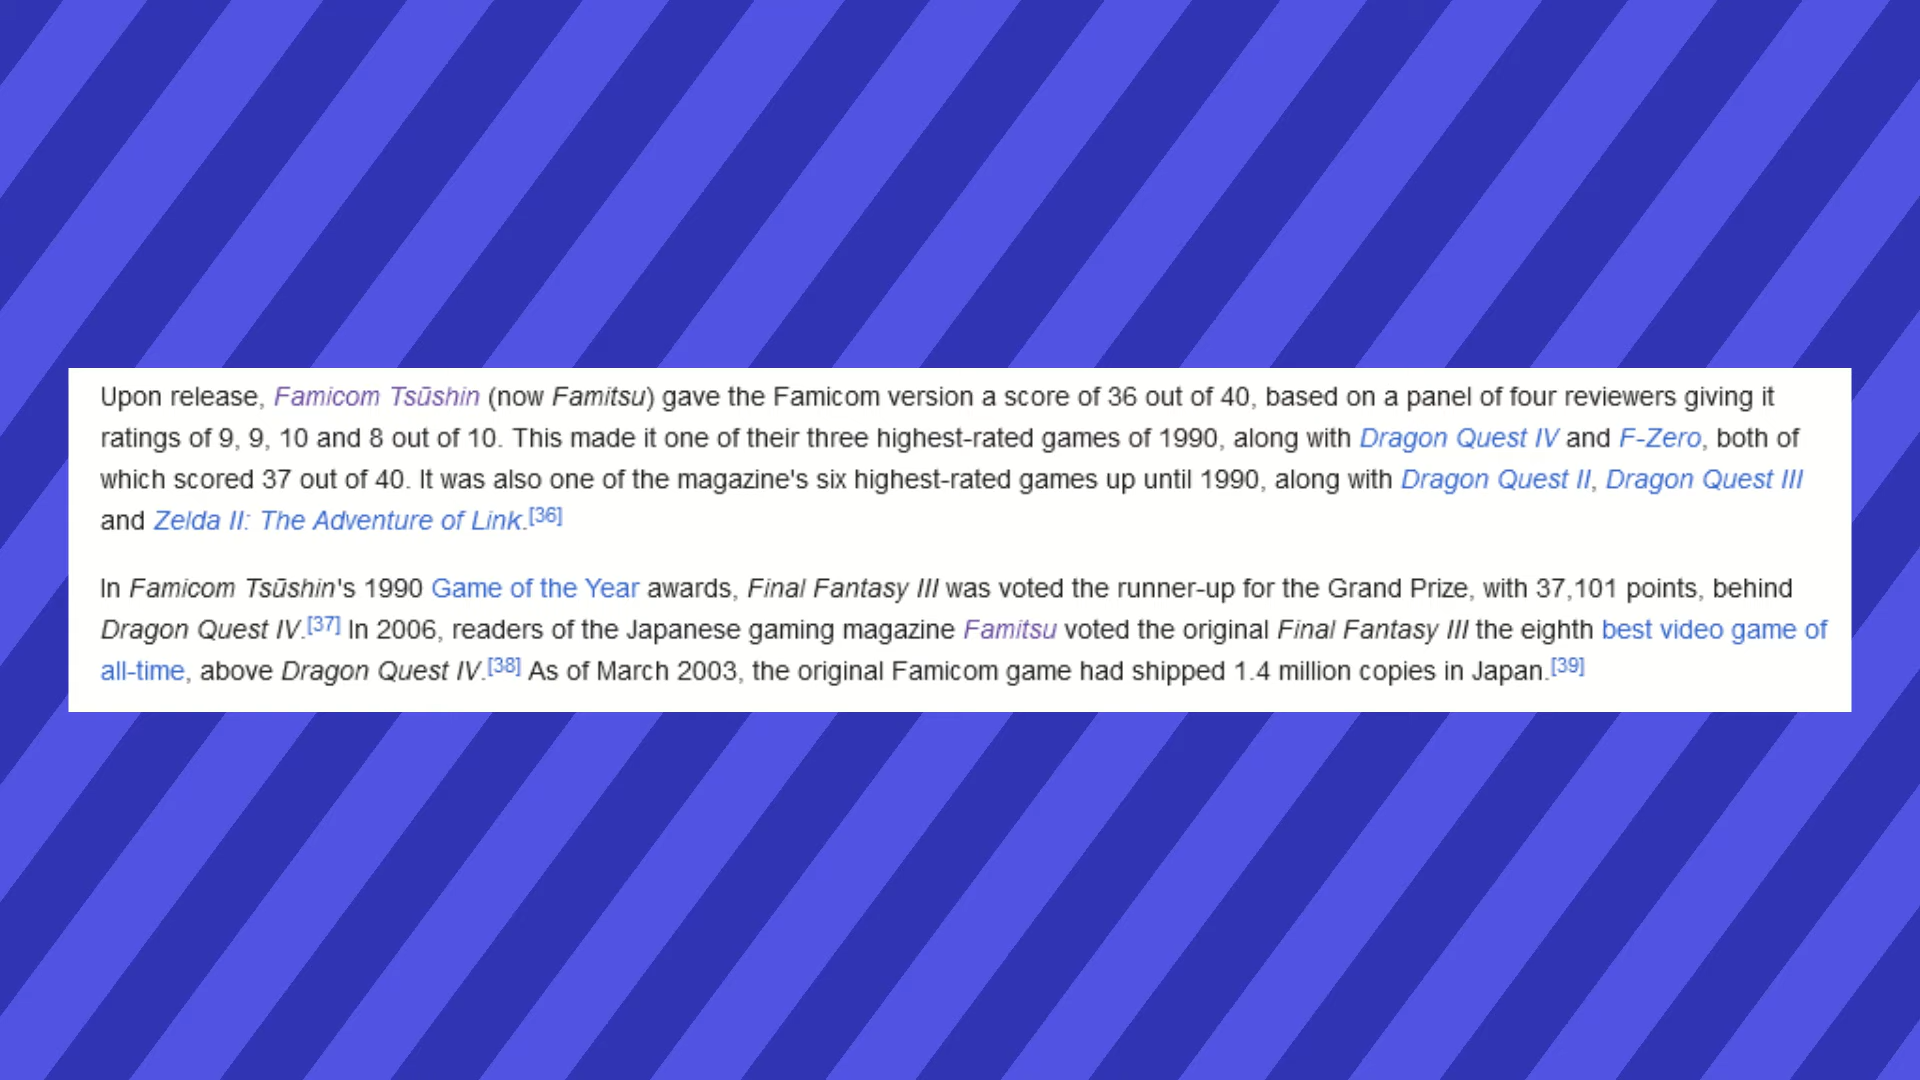 Upon release, Famicom Tsūshin (now Famitsu) gave the Famicom version a score of 36 out of 40, based on a panel of four reviewers giving it
ratings of 9, 9, 10 and 8 out of 10. This made it one of their three highest-rated games of 1990, along with Dragon Quest IV and F-Zero, both of
which scored 37 out of 40. It was also one of the magazine's six highest-rated games up until 1990, along with Dragon Quest II, Dragon Quest III
and Zelda II: The Adventure of Link.[36]
In Famicom Tsūshin's 1990 Game of the Year awards, Final Fantasy III was voted the runner-up for the Grand Prize, with 37,101 points, behind
Dragon Quest IV.[37] In 2006, readers of the Japanese gaming magazine Famitsu voted the original Final Fantasy III the eighth best video game of
all-time, above Dragon Quest IV.[38] As of March 2003, the original Famicom game had shipped 1.4 million copies in Japan.[39]